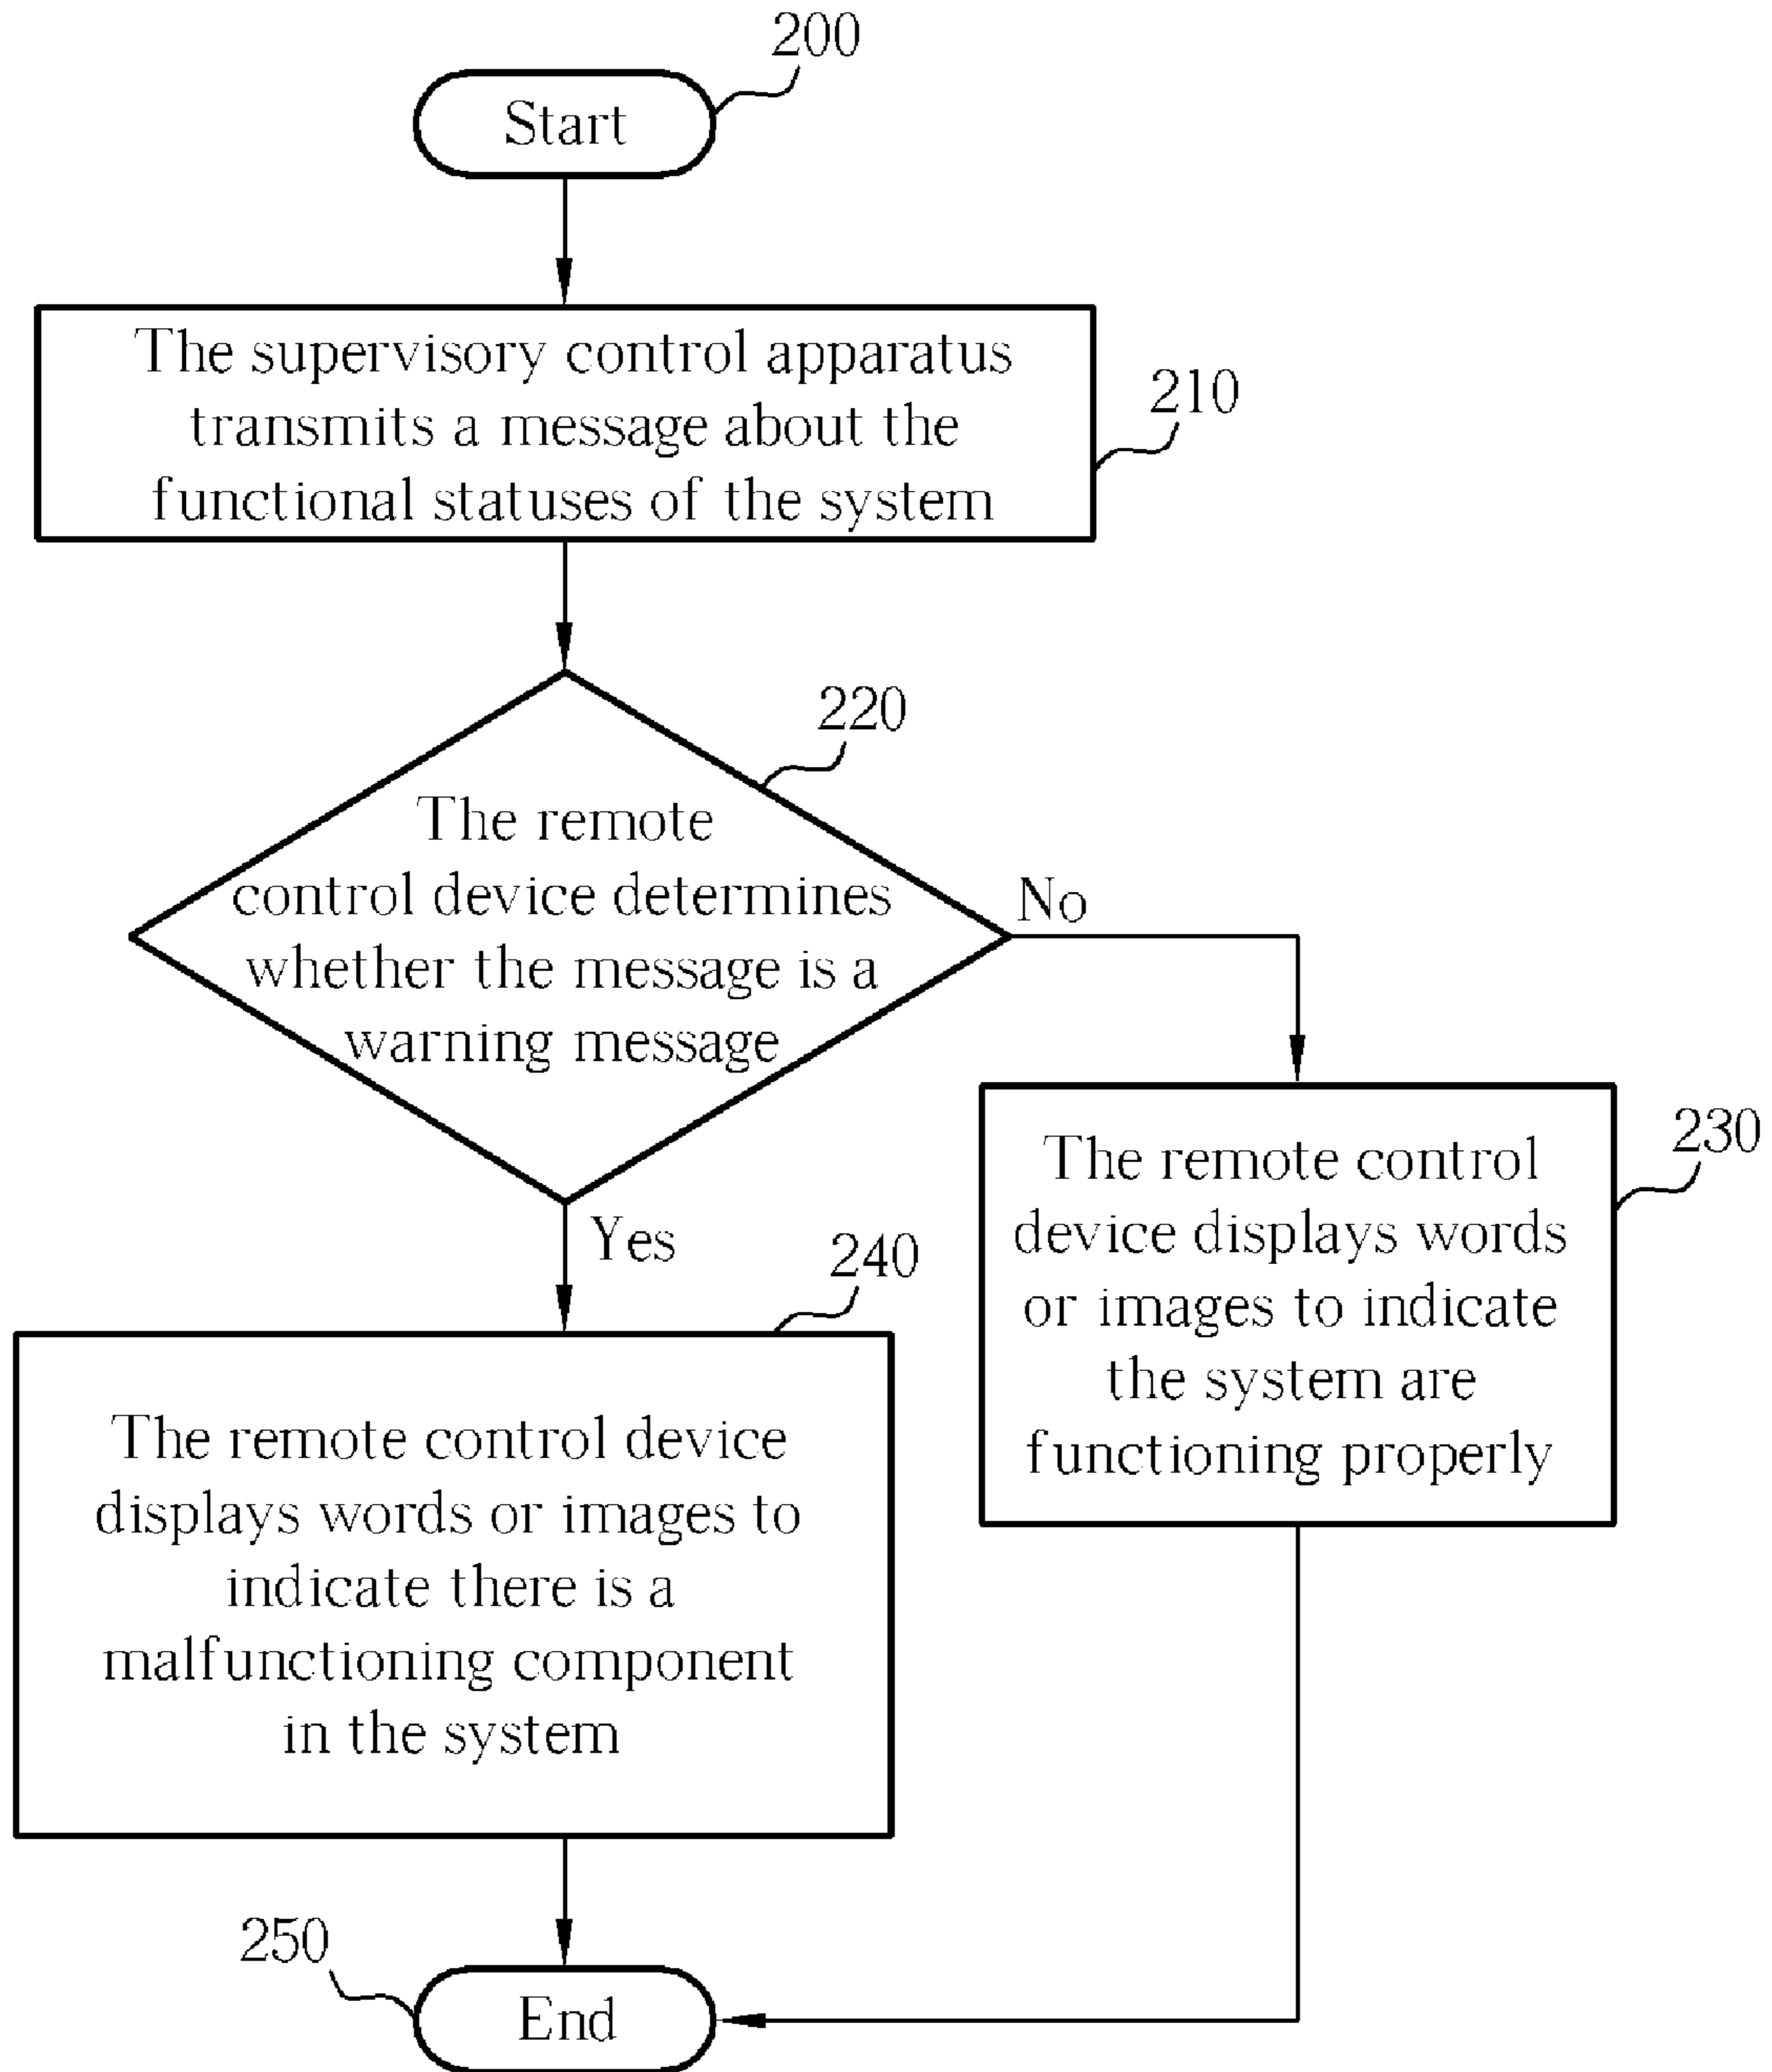 200
Start
The supervisory control apparatus
transmits a message about the
functional statuses of the system
210
220
The remote
control device determines
whether the message is a
warning message
No
Yes
230
The remote control
device displays words
or images to indicate
the system are
functioning properly
240
The remote control device
displays words or images to
indicate there is a
malfunctioning component
in the system
250
End